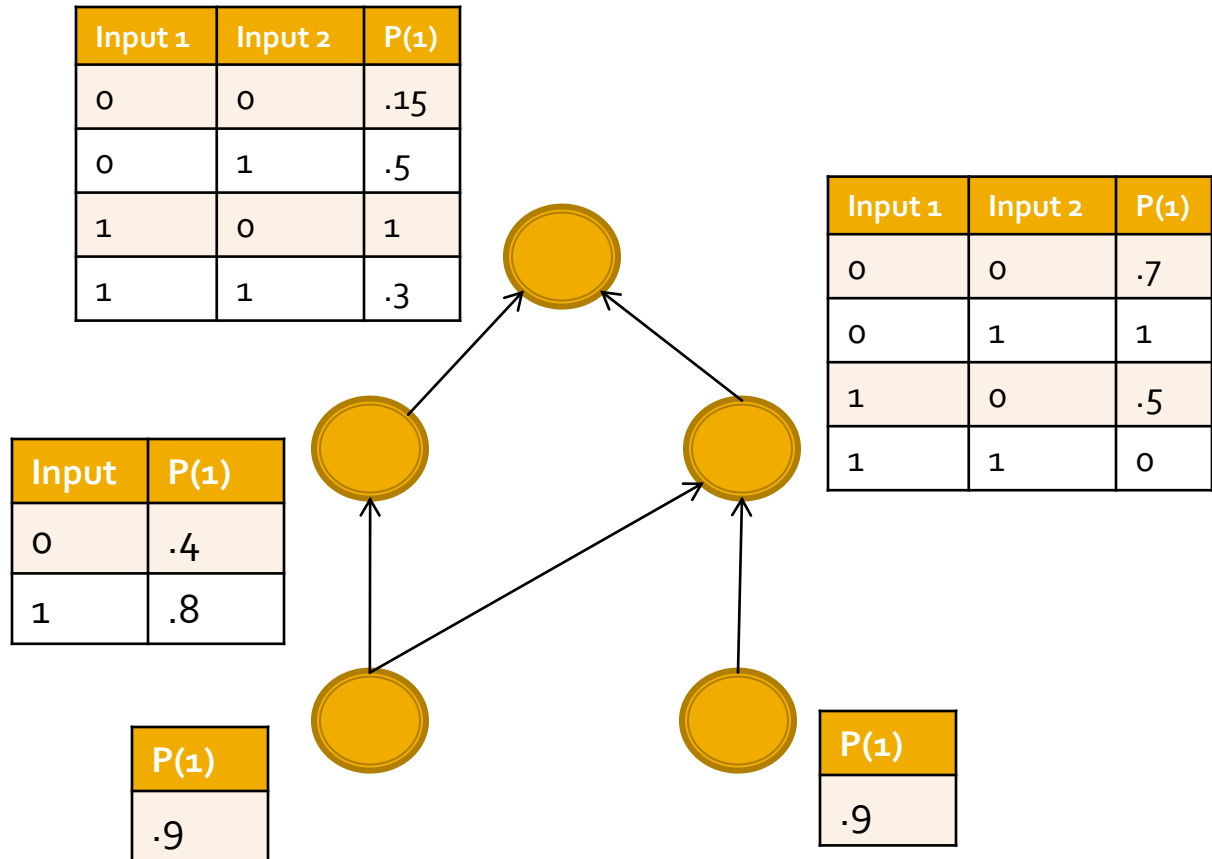 Input 1 Input 2 P(1)
0 0 .15
0 1 .5
1 0 1
1 1 .3
Input 1 Input 2 P(1)
0 0 .7
0 1 1
1 0 .5
1 1 0
Input P(1)
0 .4
1 .8
P(1)
.9
P(1)
.9